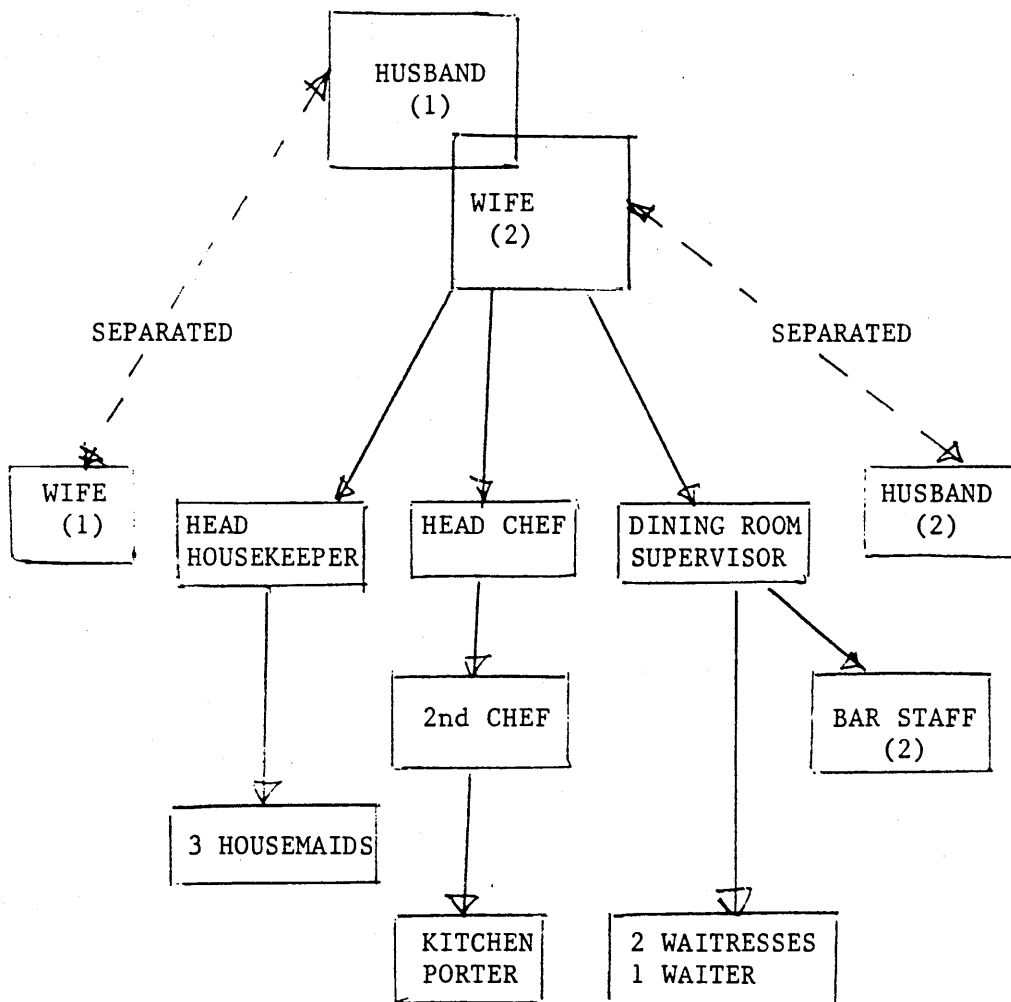 HUSBAND
(1)
WIFE
(2)
SEPARATED
SEPARATED
WIFE
(1)
HEAD
HOUSEKEEPER
HEAD CHEF
DINING ROOM
SUPERVISOR
HUSBAND
(2)
2nd CHEF
BAR STAFF
(2)
3 HOUSEMAIDS
KITCHEN
PORTER
2 WAITRESSES
1 WAITER